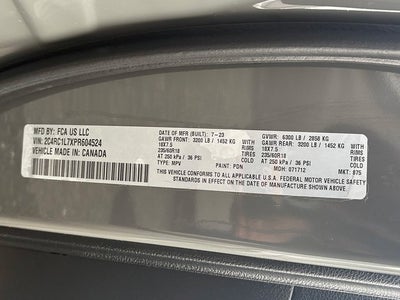 MFD BY: FCA US LLC
VIN: 2C4RC1L7XPR604524
VEHICLE MADE IN: CANADA
DATE OF MFR (BUILT): 7-23
GAWR FRONT: 3200 LB / 1452 KG WITH
18X7.5 RIMS
235/60R18 TIRES
AT 250 kPa / 36 PSI COLD
TYPE: MPV PAINT: PDN
GVWR: 6300 LB / 2858 KG
GAWR REAR: 3200 LB / 1452 KG WITH
18X7.5 RIMS
235/60R18 TIRES
AT 250 kPa / 36 PSI COLD
MDH: 071712 MKT: 875
THIS VEHICLE CONFORMS TO ALL APPLICABLE U.S.A. FEDERAL MOTOR VEHICLE
SAFETY STANDARDS IN EFFECT ON THE DATE OF MANUFACTURE SHOWN ABOVE.